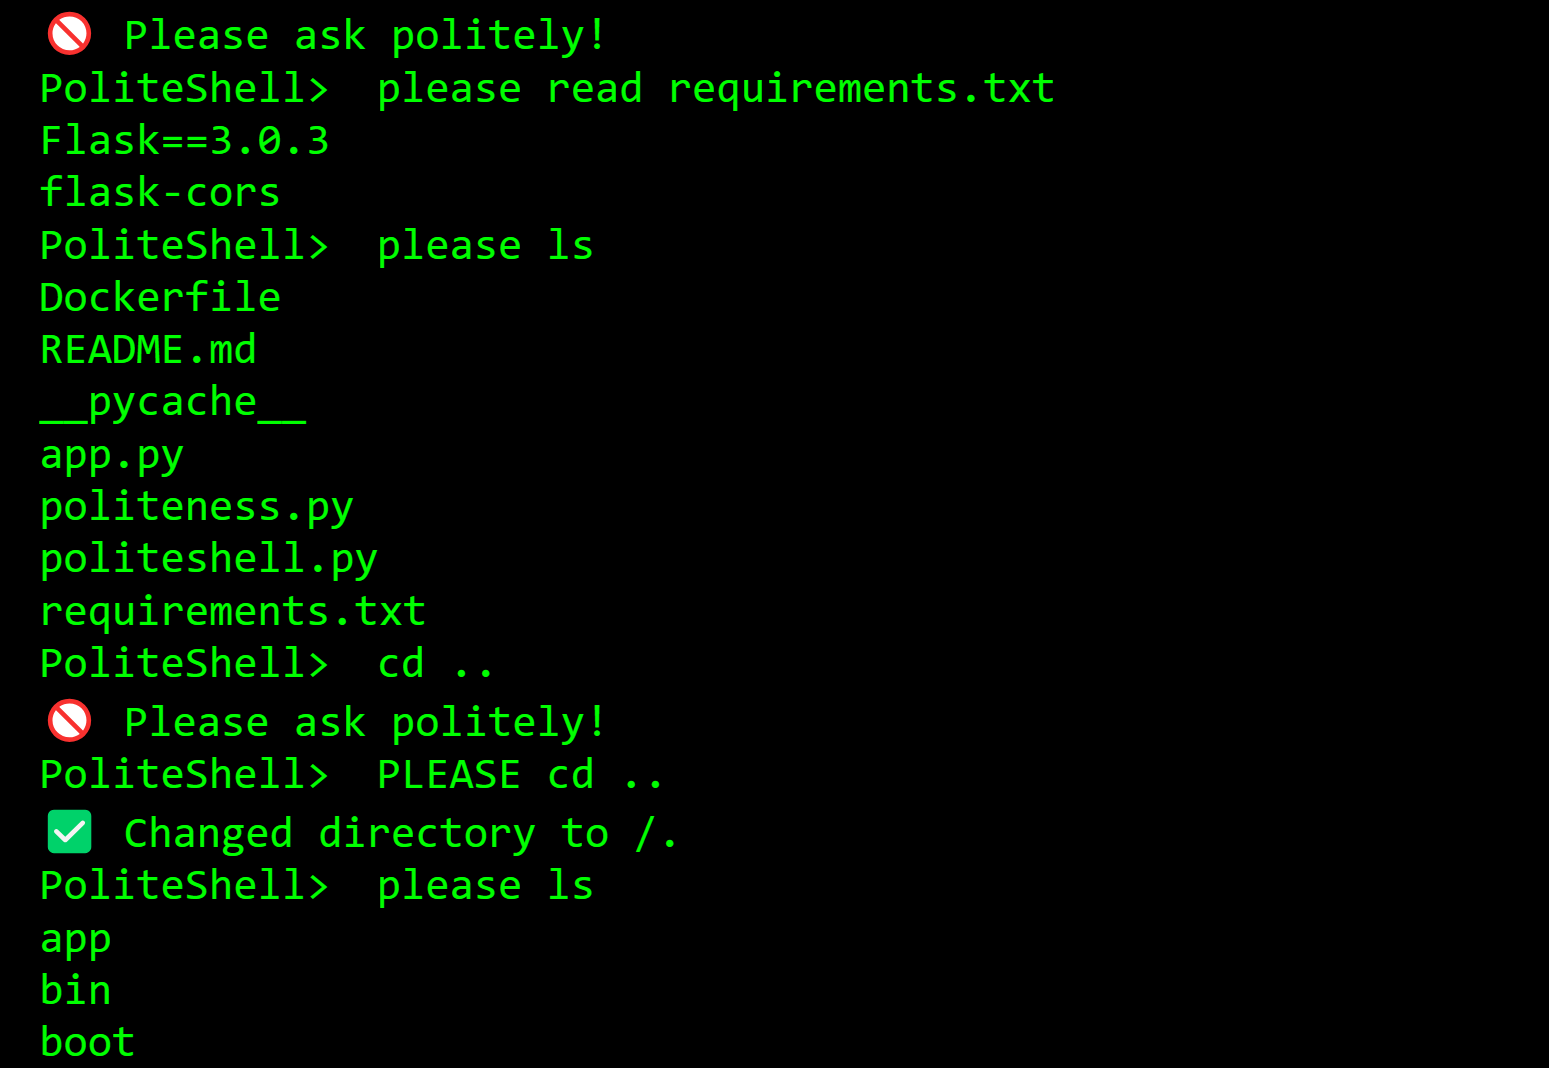 🚫 Please ask politely!
PoliteShell>  please read requirements.txt
Flask==3.0.3
flask-cors
PoliteShell>  please ls
Dockerfile
README.md
__pycache__
app.py
politeness.py
politeshell.py
requirements.txt
PoliteShell>  cd ..
🚫 Please ask politely!
PoliteShell>  PLEASE cd ..
✅ Changed directory to /.
PoliteShell>  please ls
app
bin
boot